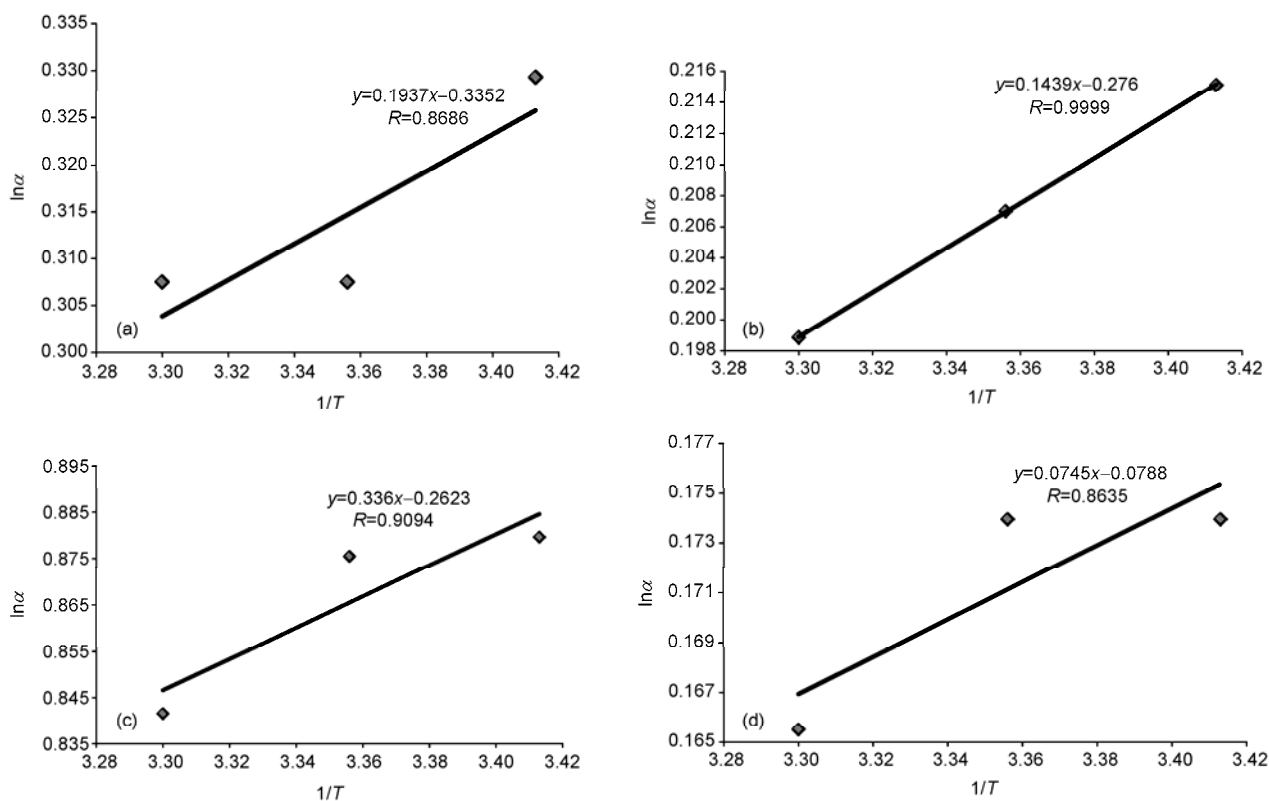 0.335
0.330
0.325
0.320
0.315
0.310
0.305
0.300
lnα
y=0.1937x−0.3352
R=0.8686
(a)
3.28 3.30 3.32 3.34 3.36 3.38 3.40 3.42
1/T
0.216
0.214
0.212
0.210
0.208
0.206
0.204
0.202
0.200
0.198
lnα
y=0.1439x−0.276
R=0.9999
(b)
3.28 3.30 3.32 3.34 3.36 3.38 3.40 3.42
1/T
0.895
0.885
0.875
0.865
0.855
0.845
0.835
lnα
y=0.336x−0.2623
R=0.9094
(c)
3.28 3.30 3.32 3.34 3.36 3.38 3.40 3.42
1/T
0.177
0.175
0.173
0.171
0.169
0.167
0.165
lnα
y=0.0745x−0.0788
R=0.8635
(d)
3.28 3.30 3.32 3.34 3.36 3.38 3.40 3.42
1/T